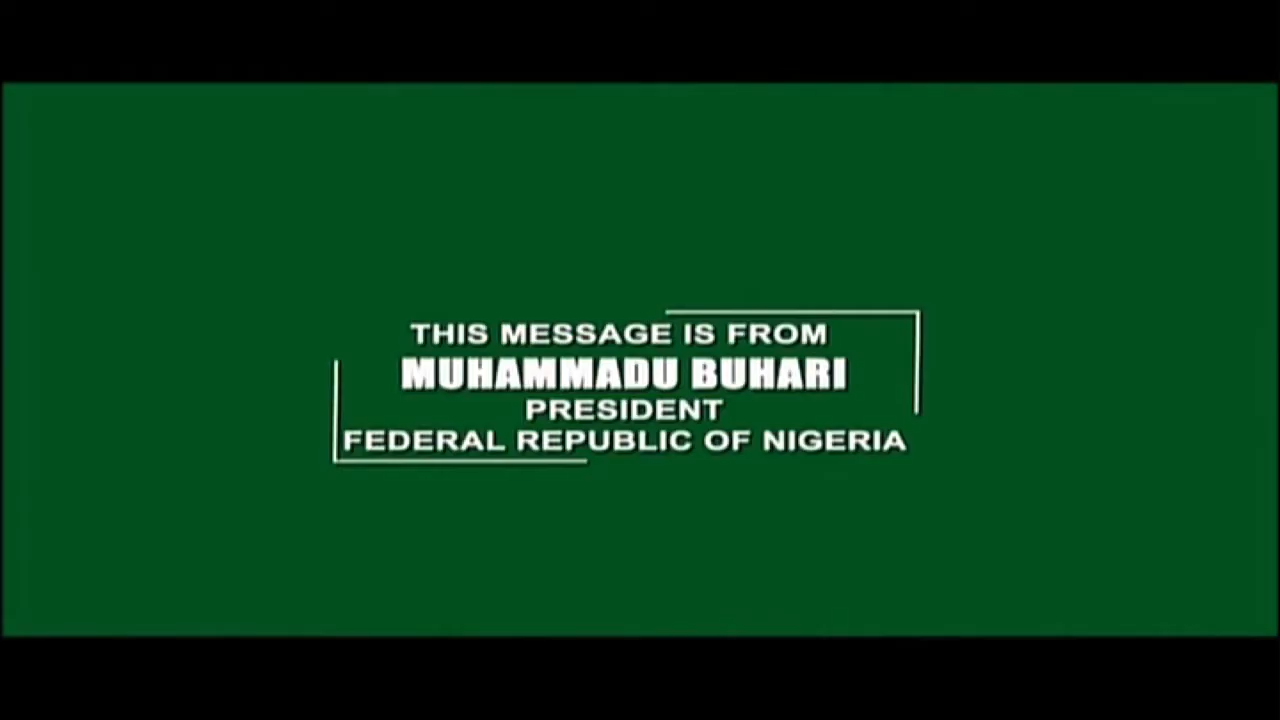 THIS MESSAGE IS FROM
MUHAMMADU BUHARI
PRESIDENT
FEDERAL REPUBLIC OF NIGERIA